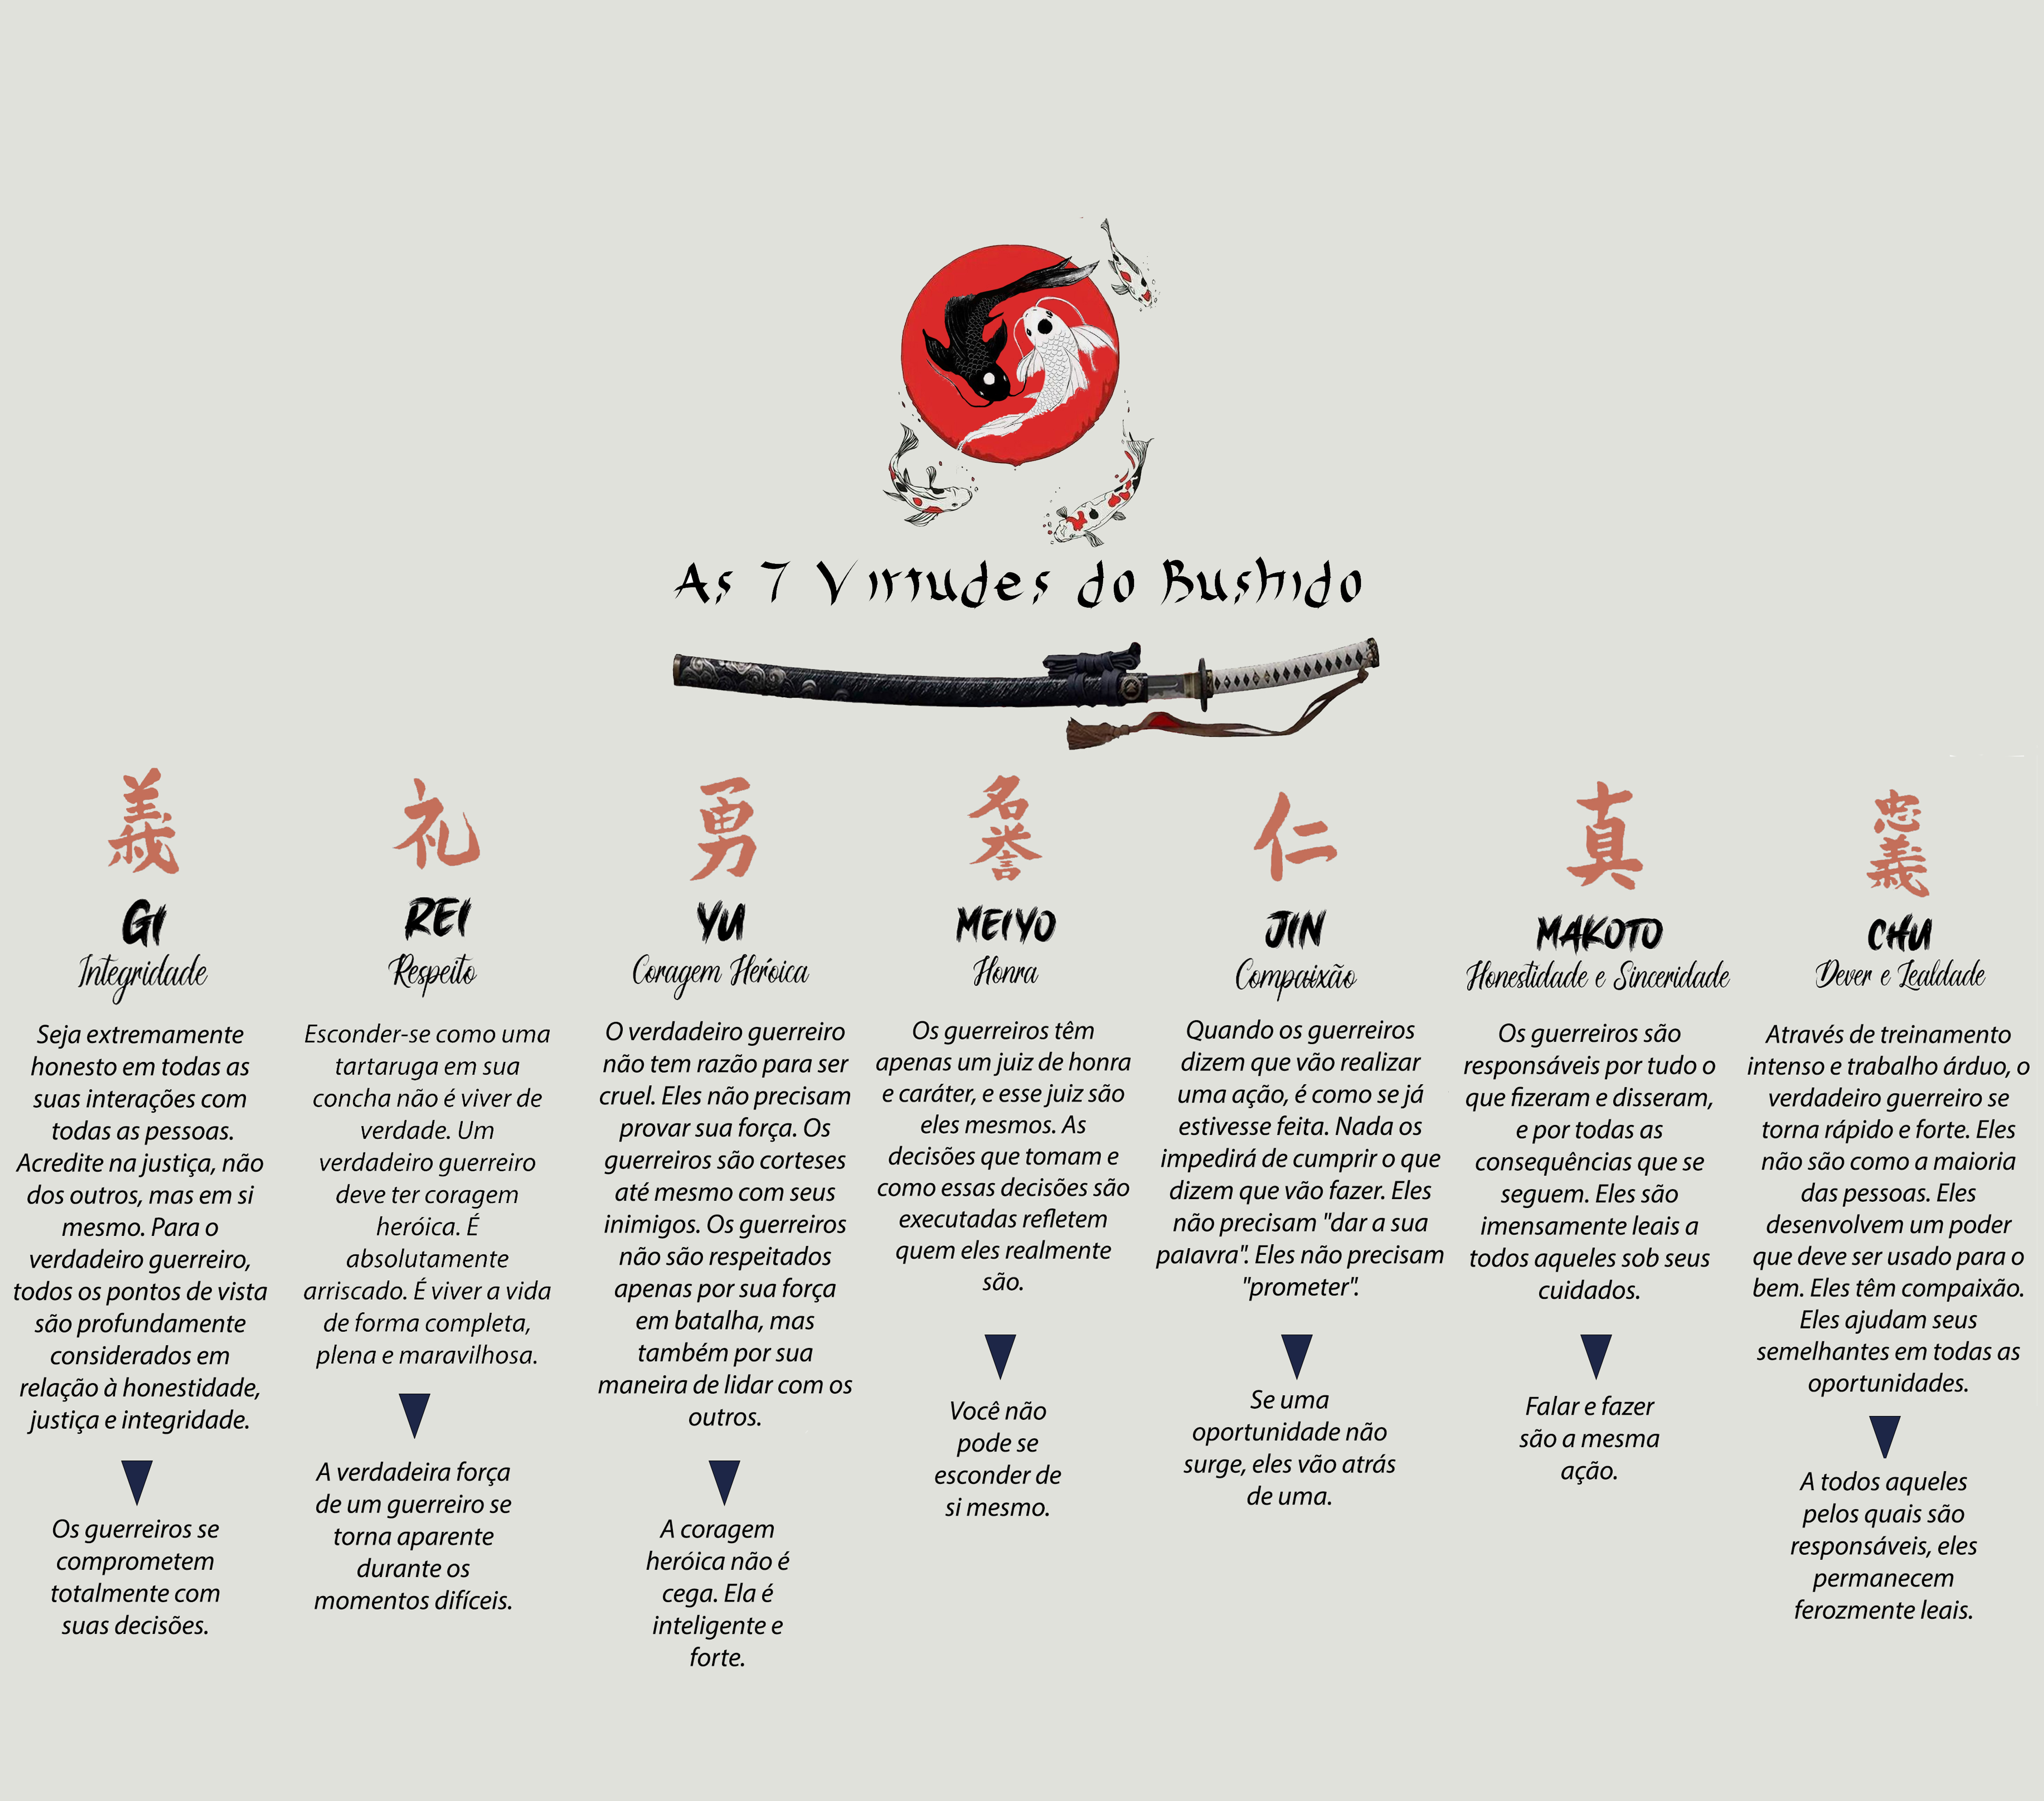 As 7 Virtudes do Bushido
義
GI
Integridade
Seja extremamente
honesto em todas as
suas interações com
todas as pessoas.
Acredite na justiça, não
dos outros, mas em si
mesmo. Para o
verdadeiro guerreiro,
todos os pontos de vista
são profundamente
considerados em
relação à honestidade,
justiça e integridade.
Os guerreiros se
comprometem
totalmente com
suas decisões.
礼
REI
Respeito
Esconder-se como uma
tartaruga em sua
concha não é viver de
verdade. Um
verdadeiro guerreiro
deve ter coragem
heróica. É
absolutamente
arriscado. É viver a vida
de forma completa,
plena e maravilhosa.
A verdadeira força
de um guerreiro se
torna aparente
durante os
momentos difíceis.
勇
YU
Coragem Heróica
O verdadeiro guerreiro
não tem razão para ser
cruel. Eles não precisam
provar sua força. Os
guerreiros são corteses
até mesmo com seus
inimigos. Os guerreiros
não são respeitados
apenas por sua força
em batalha, mas
também por sua
maneira de lidar com os
outros.
A coragem
heróica não é
cega. Ela é
inteligente e
forte.
名
誉
MEIYO
Honra
Os guerreiros têm
apenas um juiz de honra
e caráter, e esse juiz são
eles mesmos. As
decisões que tomam e
como essas decisões são
executadas refletem
quem eles realmente
são.
Você não
pode se
esconder de
si mesmo.
仁
JIN
Compaixão
Quando os guerreiros
dizem que vão realizar
uma ação, é como se já
estivesse feita. Nada os
impedirá de cumprir o que
dizem que vão fazer. Eles
não precisam "dar a sua
palavra". Eles não precisam
"prometer".
Se uma
oportunidade não
surge, eles vão atrás
de uma.
真
MAKOTO
Honestidade e Sinceridade
Os guerreiros são
responsáveis por tudo o
que fizeram e disseram,
e por todas as
consequências que se
seguem. Eles são
imensamente leais a
todos aqueles sob seus
cuidados.
Falar e fazer
são a mesma
ação.
忠
義
CHU
Dever e Lealdade
Através de treinamento
intenso e trabalho árduo, o
verdadeiro guerreiro se
torna rápido e forte. Eles
não são como a maioria
das pessoas. Eles
desenvolvem um poder
que deve ser usado para o
bem. Eles têm compaixão.
Eles ajudam seus
semelhantes em todas as
oportunidades.
A todos aqueles
pelos quais são
responsáveis, eles
permanecem
ferozmente leais.